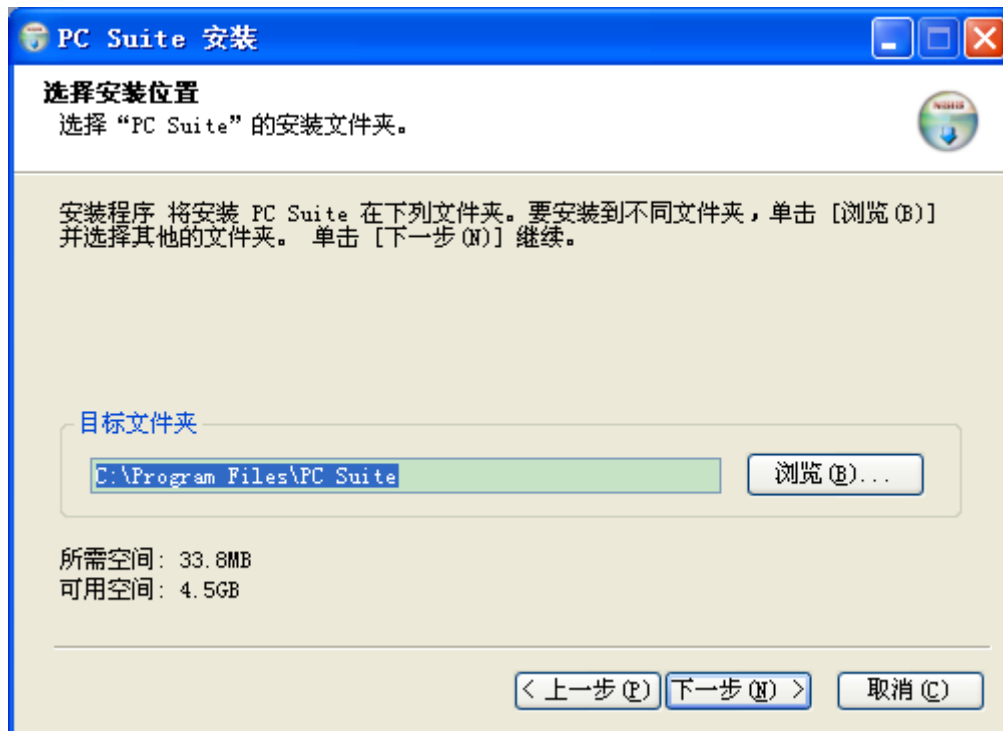 PC Suite 安装
选择安装位置
选择“PC Suite”的安装文件夹。
安装程序 将安装 PC Suite 在下列文件夹。要安装到不同文件夹，单击 [浏览(B)]
并选择其他的文件夹。 单击 [下一步(N)] 继续。
目标文件夹
C:\Program Files\PC Suite
浏览(B)...
所需空间: 33.8MB
可用空间: 4.5GB
< 上一步(P) 下一步(N) > 取消(C)